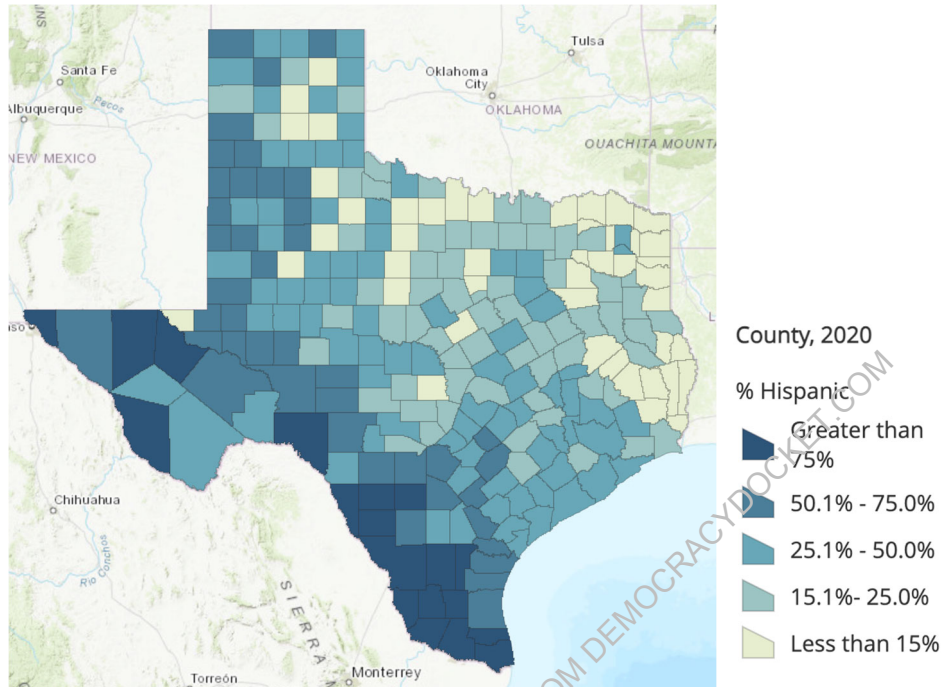 Tulsa
Santa Fe
Oklahoma
City
Albuquerque
Pecos
OKLAHOMA
NEW MEXICO
OUACHITA MOUNTA
County, 2020
% Hispanic
Greater than
75%
50.1% - 75.0%
25.1% - 50.0%
15.1%- 25.0%
Less than 15%
Chihuahua
Rio Conchos
SIERRA
Monterrey
Torreón
OM DEMOCRACYDOCKET.COM